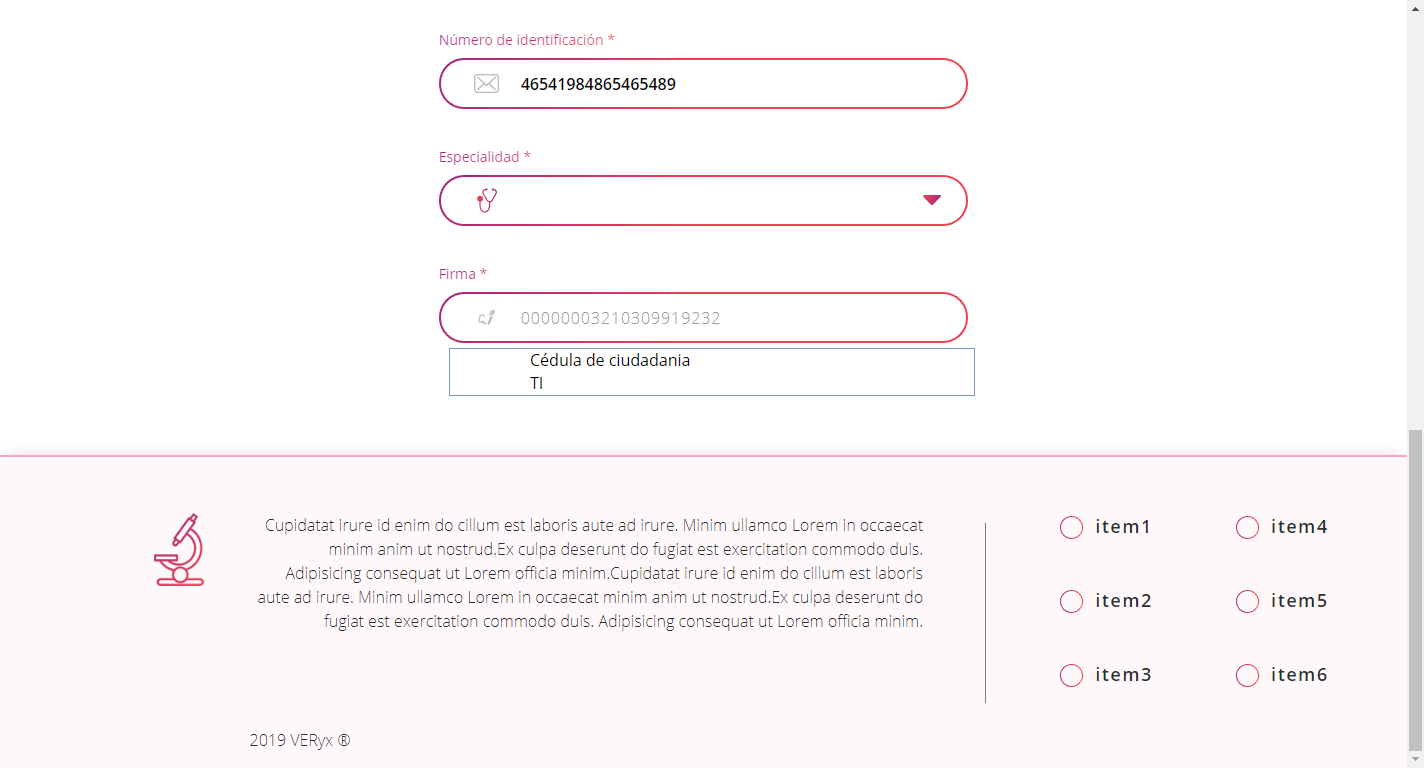 Número de identificación *
46541984865465489
Especialidad *
Firma *
00000003210309919232
Cédula de ciudadania
TI
Cupidatat irure id enim do cillum est laboris aute ad irure. Minim ullamco Lorem in occaecat
minim anim ut nostrud.Ex culpa deserunt do fugiat est exercitation commodo duis.
Adipisicing consequat ut Lorem officia minim.Cupidatat irure id enim do cillum est laboris
aute ad irure. Minim ullamco Lorem in occaecat minim anim ut nostrud.Ex culpa deserunt do
fugiat est exercitation commodo duis. Adipisicing consequat ut Lorem officia minim.
item1
item4
item2
item5
item3
item6
2019 VERyx ®